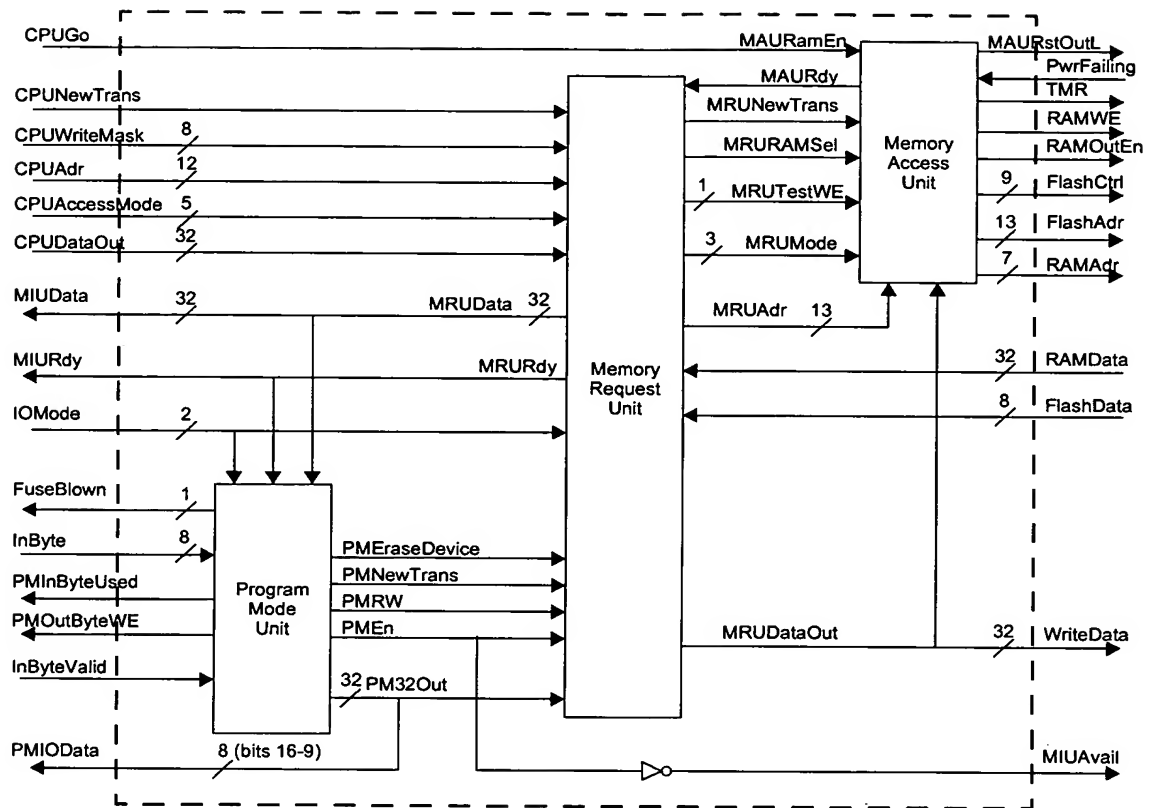 CPUGo
MAURamEn
MAURstOutL
PwrFailing
MAURdy
TMR
CPUNewTrans
MRUNewTrans
RAMWE
CPUWriteMask
8
MRURAMSel
Memory
Access
Unit
RAMOutEn
CPUAdr
12
9
FlashCtrl
CPUAccessMode
5
1
MRUTestWE
13
FlashAdr
CPUDataOut
32
3
MRUMode
7
RAMAdr
MIUData
32
MRUData
32
MRUAdr
13
MIURdy
MRURdy
Memory
Request
Unit
32
RAMData
IOMode
2
8
FlashData
FuseBlown
1
InByte
8
PMEraseDevice
PMInByteUsed
Program
Mode
Unit
PMNewTrans
PMRW
PMOutByteWE
PMEn
MRUDataOut
32
WriteData
InByteValid
32
PM32Out
PMIOData
8 (bits 16-9)
MIUAvail